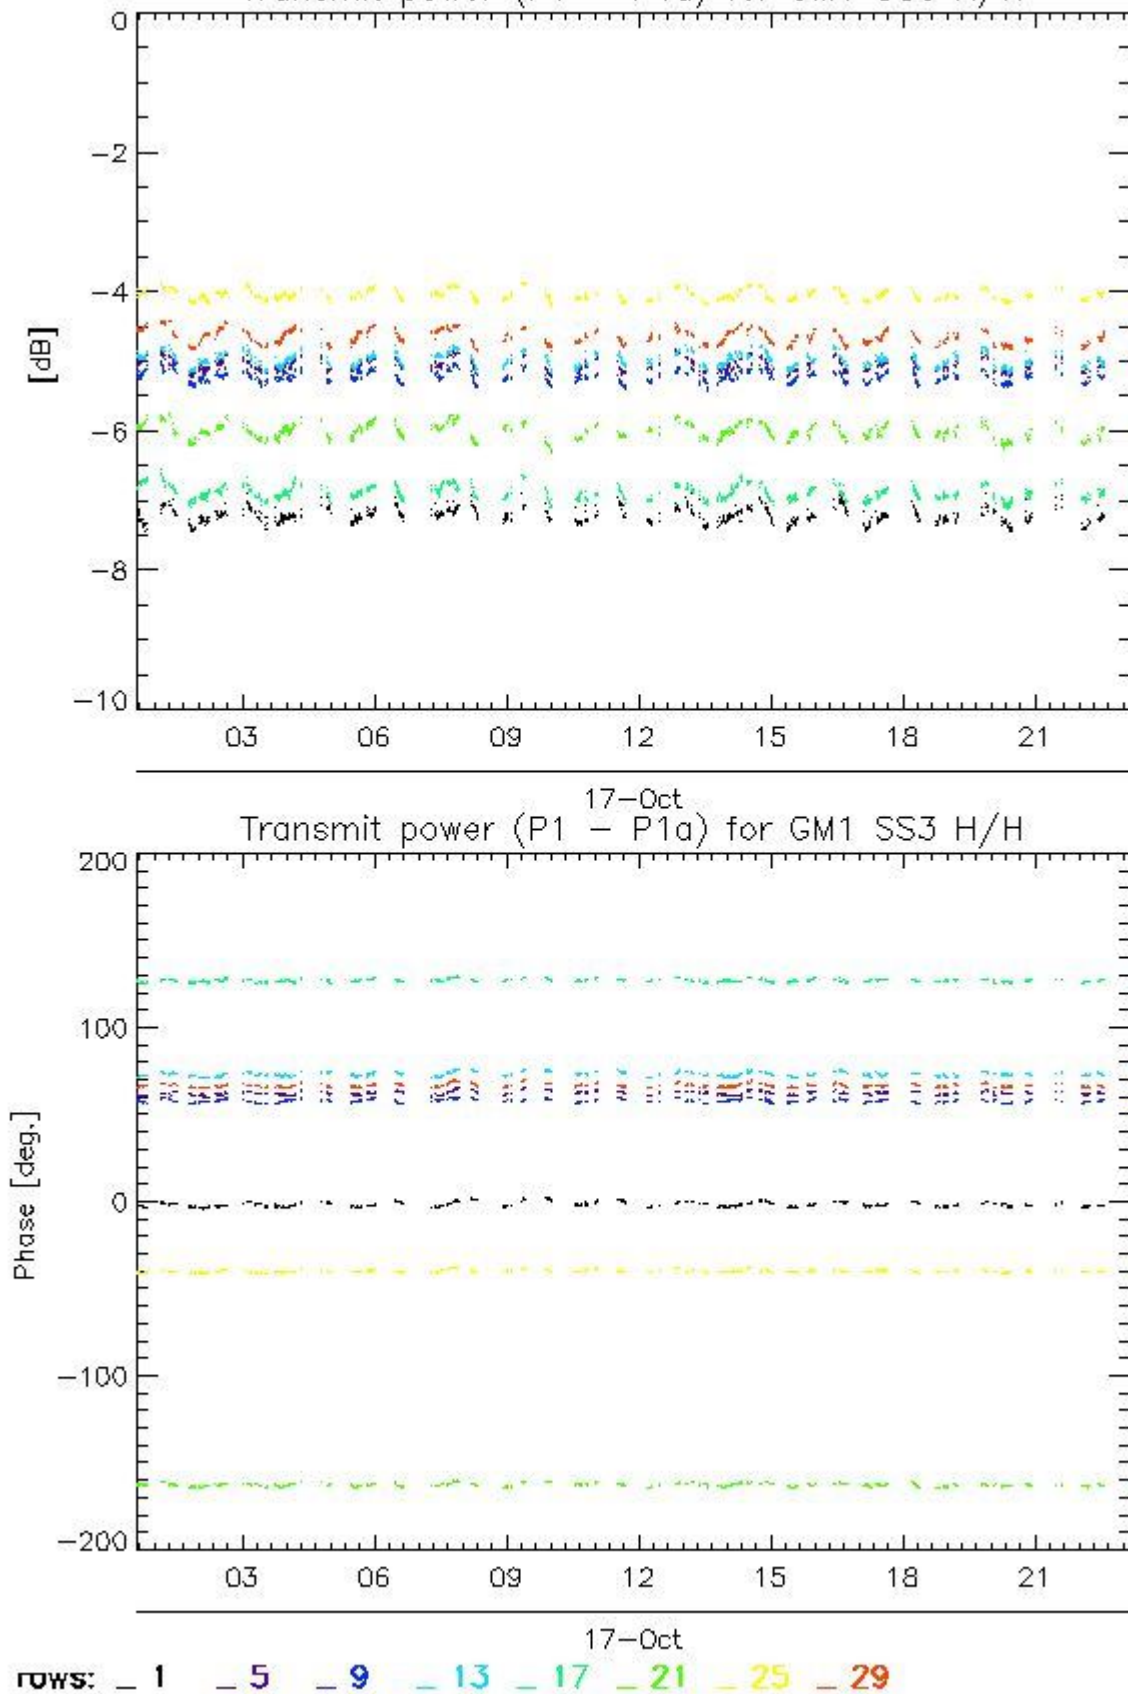 0
−2
−4
[dB]
−6
−8
−10
03 06 09 12 15 18 21
17−Oct
Transmit power (P1 − P1a) for GM1 SS3 H/H
200
100
0
Phase [deg.]
−100
−200
03 06 09 12 15 18 21
17−Oct
rows: _ 1 _ 5 _ 9 _ 13 _ 17 _ 21 _ 25 _ 29